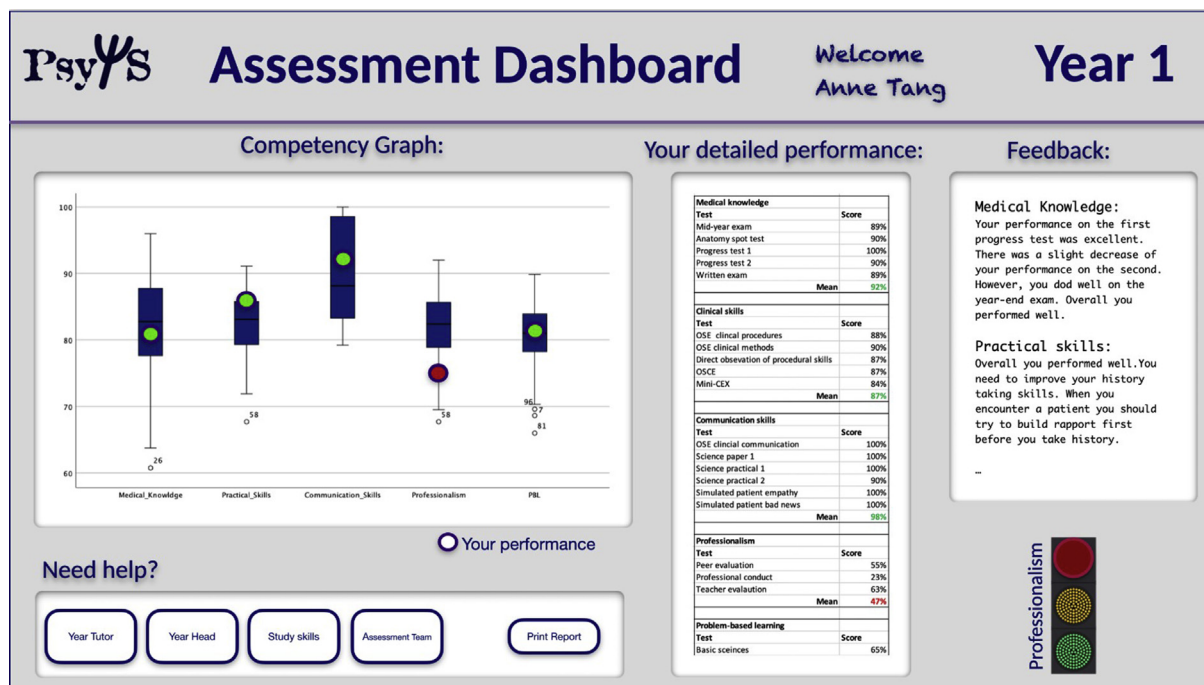 PsyΨS
Assessment Dashboard
Welcome
Anne Tang
Year 1
Competency Graph:
100
90
80
70
60
26
58
58
96
7
81
Medical_Knowldge
Practical_Skills
Communication_Skills
Professionalism
PBL
Your performance
Need help?
Year Tutor
Year Head
Study skills
Assessment Team
Print Report
Your detailed performance:
Medical knowledge
Test Score
Mid-year exam 89%
Anatomy spot test 90%
Progress test 1 100%
Progress test 2 90%
Written exam 89%
Mean 92%
Clinical skills
Test Score
OSE clincal procedures 88%
OSE clinical methods 90%
Direct obsevation of procedural skills 87%
OSCE 87%
Mini-CEX 84%
Mean 87%
Communication skills
Test Score
OSE clincial communication 100%
Science paper 1 100%
Science practical 1 100%
Science practical 2 90%
Simulated patient empathy 100%
Simulated patient bad news 100%
Mean 98%
Professionalism
Test Score
Peer evaluation 55%
Professional conduct 23%
Teacher evalaution 63%
Mean 47%
Problem-based learning
Test Score
Basic sceinces 65%
Feedback:
Medical Knowledge:
Your performance on the first
progress test was excellent.
There was a slight decrease of
your performance on the second.
However, you dod well on the
year-end exam. Overall you
performed well.
Practical skills:
Overall you performed well.You
need to improve your history
taking skills. When you
encounter a patient you should
try to build rapport first
before you take history.
…
Professionalism